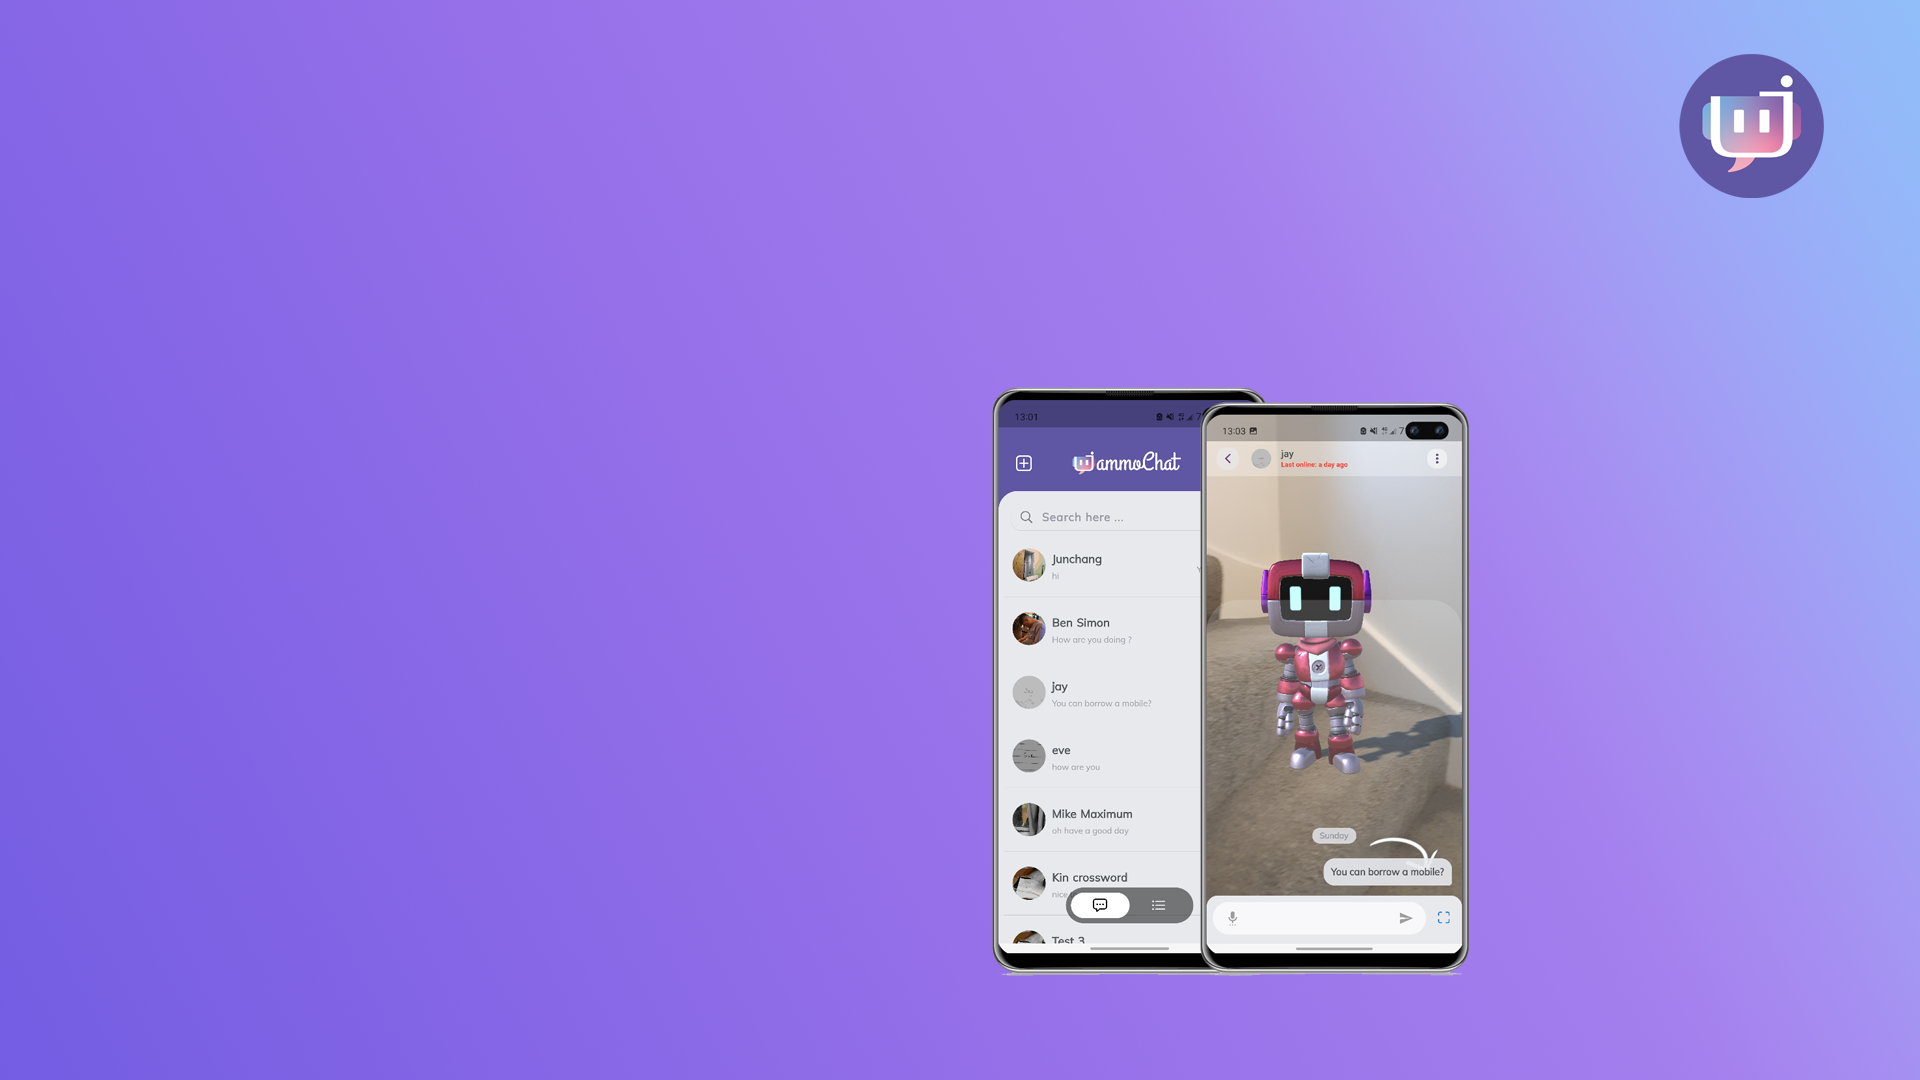 13:01
ammoChat
Search here ...
Junchang
hi
Ben Simon
How are you doing ?
jay
You can borrow a mobile?
eve
how are you
Mike Maximum
oh have a good day
Kin crossword
nice
Test 3
13:03
jay
Last online: a day ago
Sunday
You can borrow a mobile?